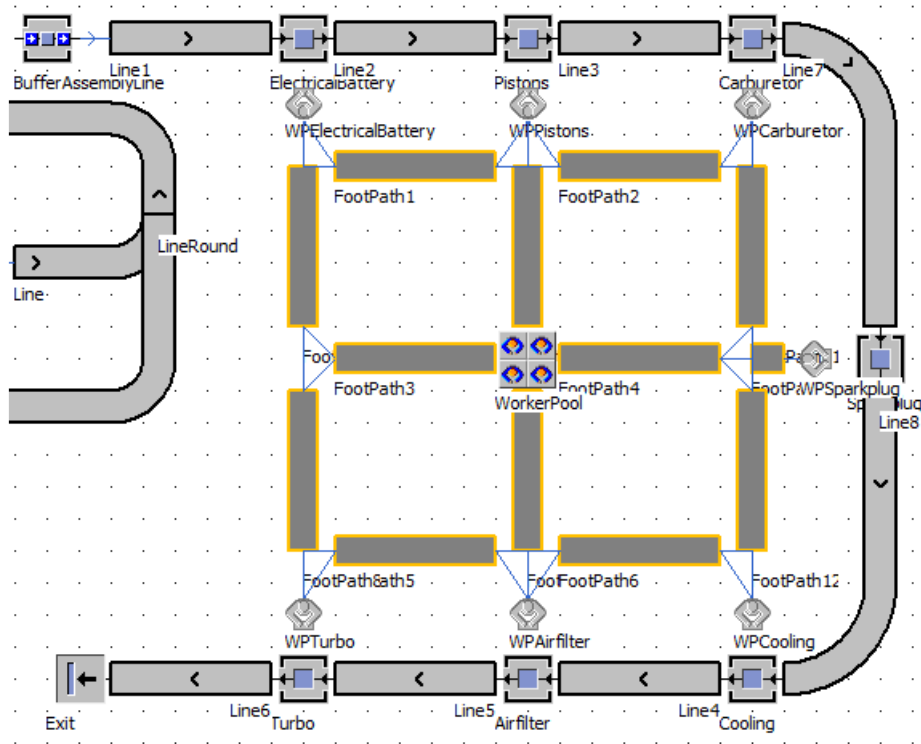 Line1
Line2
Line3
Line7
BufferAssemblyLine
ElectricalBattery
Pistons
Carburetor
WPElectricalBattery
WPPistons
WPCarburetor
FootPath1
FootPath2
LineRound
Line
FootPath3
FootPath4
WPSparkplug
WorkerPool
Line8
FootPath6
FootPath12
WPTurbo
WPAirfilter
WPCooling
Line6
Line5
Line4
Exit
Turbo
Airfilter
Cooling